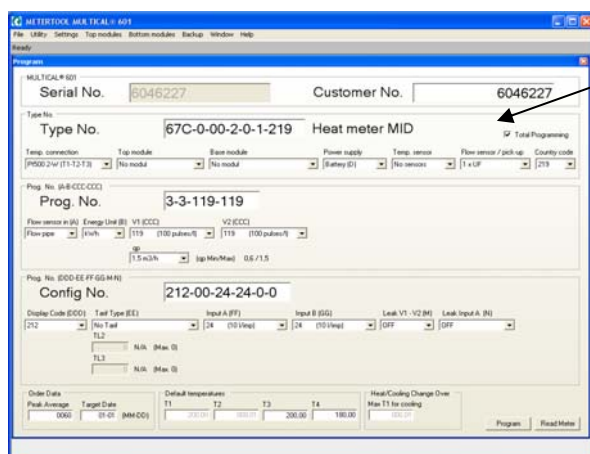 METERTOOL MULTICAL® 601
File Utility Settings Top modules Bottom modules Backup Window Help
Ready
Program
MULTICAL® 601
Serial No. 6046227 Customer No. 6046227
Type No.
Type No. 67C-0-00-2-0-1-219 Heat meter MID Total Programming
Temp. connection Top module Base module Power supply Temp. sensor Flow sensor / pick up Country code
Pt500 2-W (T1-T2-T3) No modul No modul Battery (D) No sensors 1 x UF 219
Prog. No. (A-B-CCC-CCC)
Prog. No. 3-3-119-119
Flow sensor in (A) Energy Unit (B) V1 (CCC) V2 (CCC)
Flow pipe kWh 119 (100 pulses/l) 119 (100 pulses/l)
qp
1.5 m3/h (qp Min/Max) 0,6 / 1.5
Prog. No. (DDD-EE-FF-GG-M-N)
Config No. 212-00-24-24-0-0
Display Code (DDD) Tarif Type (EE) Input A (FF) Input B (GG) Leak V1 - V2 (M) Leak Input A (N)
212 No Tarif 24 (10 l/imp) 24 (10 l/imp) OFF OFF
TL2
0 N/A (Max. 0)
TL3
0 N/A (Max. 0)
Order Data Default temperatures Heat/Cooling Change Over
Peak Average Target Date T1 T2 T3 T4 Max T1 for cooling
0060 01-01 (MM-DD) 200,00 180,00
Program Read Meter